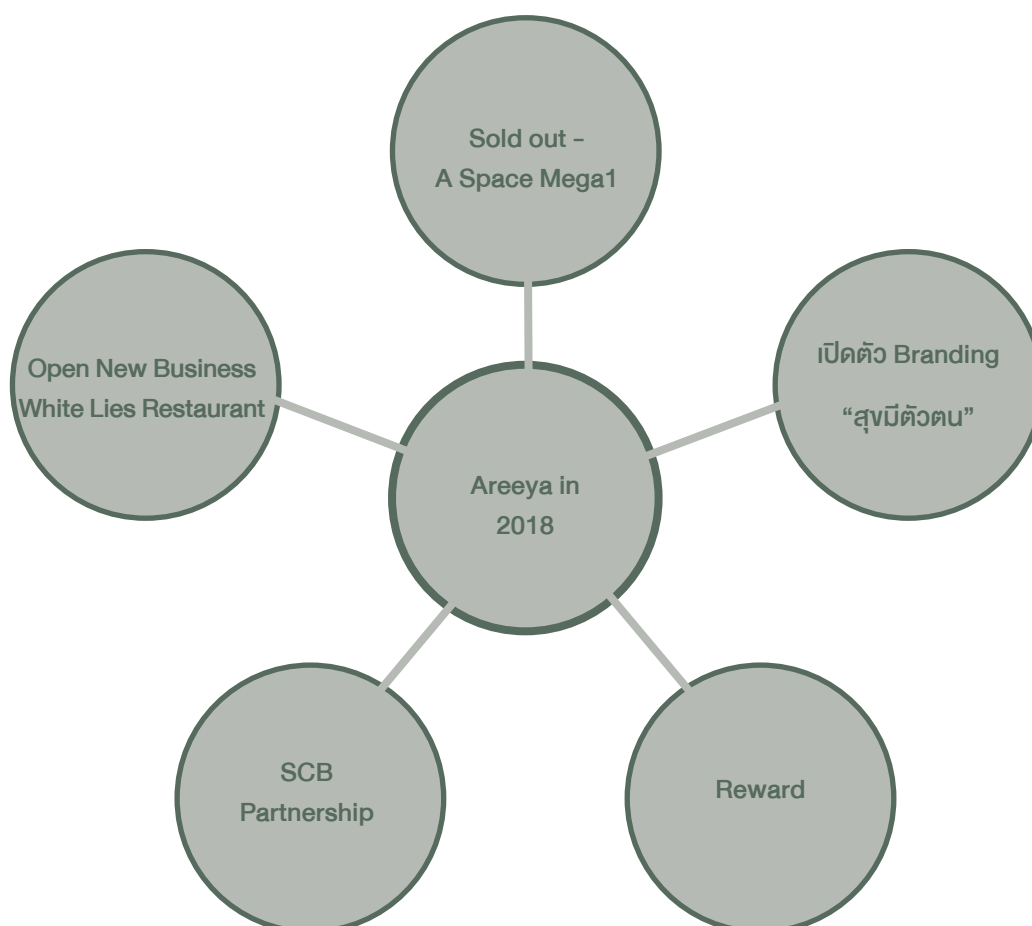 Sold out -
A Space Mega1
Open New Business
White Lies Restaurant
เปิดตัว Branding
“สุขมีตัวตน”
Areeya in
2018
SCB
Partnership
Reward